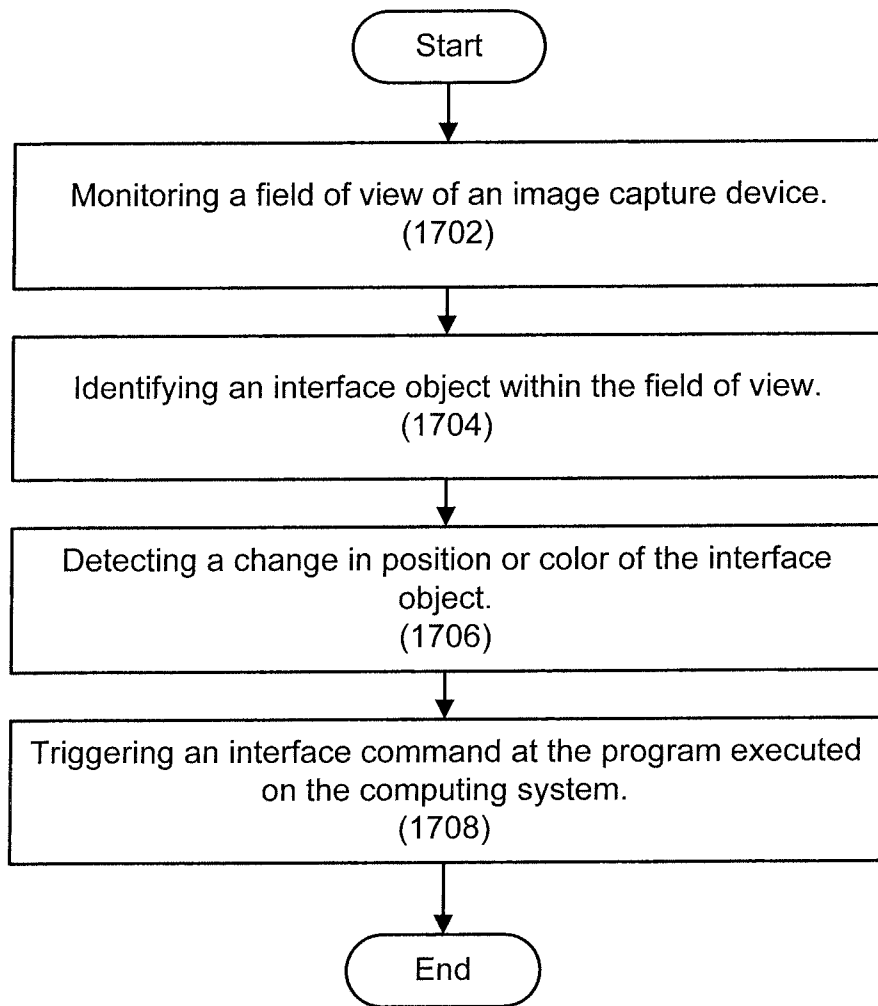 Start
Monitoring a field of view of an image capture device.
(1702)
Identifying an interface object within the field of view.
(1704)
Detecting a change in position or color of the interface
object.
(1706)
Triggering an interface command at the program executed
on the computing system.
(1708)
End